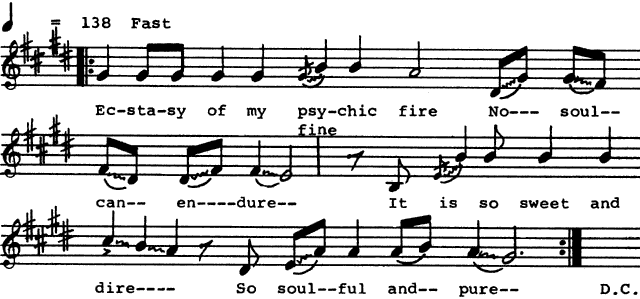 = 138 Fast
Ec-sta-sy of my psy-chic fire No--- soul--
fine
can-- en----dure-- It is so sweet and
dire---- So soul--ful and-- pure-- D.C.